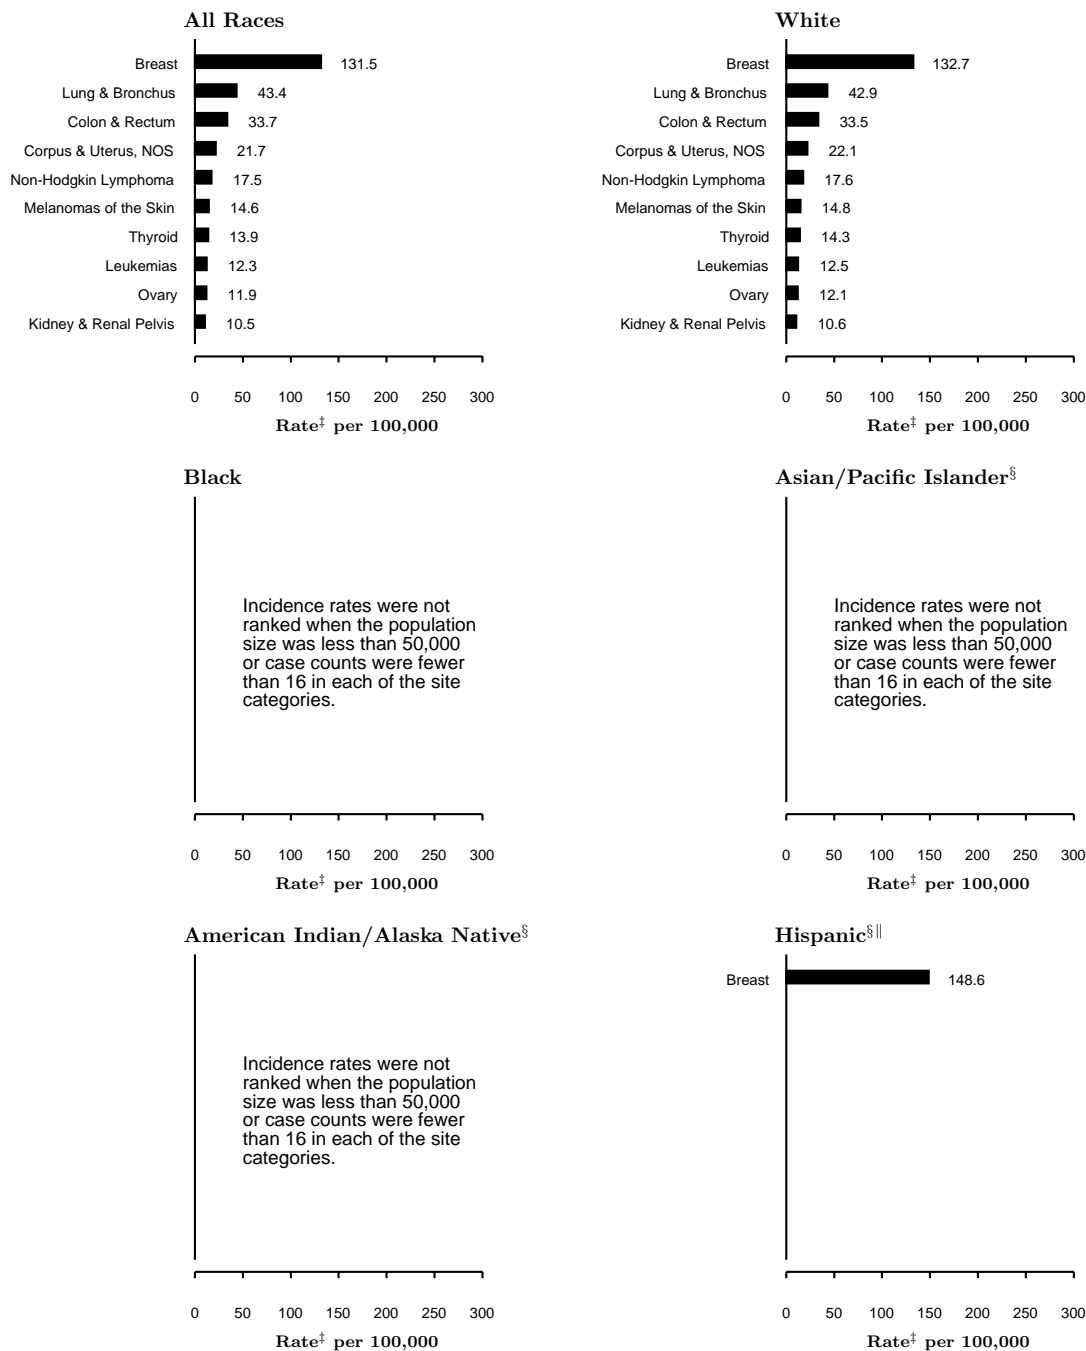 All Races
Breast 131.5
Lung & Bronchus 43.4
Colon & Rectum 33.7
Corpus & Uterus, NOS 21.7
Non-Hodgkin Lymphoma 17.5
Melanomas of the Skin 14.6
Thyroid 13.9
Leukemias 12.3
Ovary 11.9
Kidney & Renal Pelvis 10.5
0 50 100 150 200 250 300
Rate‡ per 100,000
White
Breast 132.7
Lung & Bronchus 42.9
Colon & Rectum 33.5
Corpus & Uterus, NOS 22.1
Non-Hodgkin Lymphoma 17.6
Melanomas of the Skin 14.8
Thyroid 14.3
Leukemias 12.5
Ovary 12.1
Kidney & Renal Pelvis 10.6
0 50 100 150 200 250 300
Rate‡ per 100,000
Black
Incidence rates were not
ranked when the population
size was less than 50,000
or case counts were fewer
than 16 in each of the site
categories.
0 50 100 150 200 250 300
Rate‡ per 100,000
Asian/Pacific Islander§
Incidence rates were not
ranked when the population
size was less than 50,000
or case counts were fewer
than 16 in each of the site
categories.
0 50 100 150 200 250 300
Rate‡ per 100,000
American Indian/Alaska Native§
Incidence rates were not
ranked when the population
size was less than 50,000
or case counts were fewer
than 16 in each of the site
categories.
0 50 100 150 200 250 300
Rate‡ per 100,000
Hispanic§‖
Breast 148.6
0 50 100 150 200 250 300
Rate‡ per 100,000